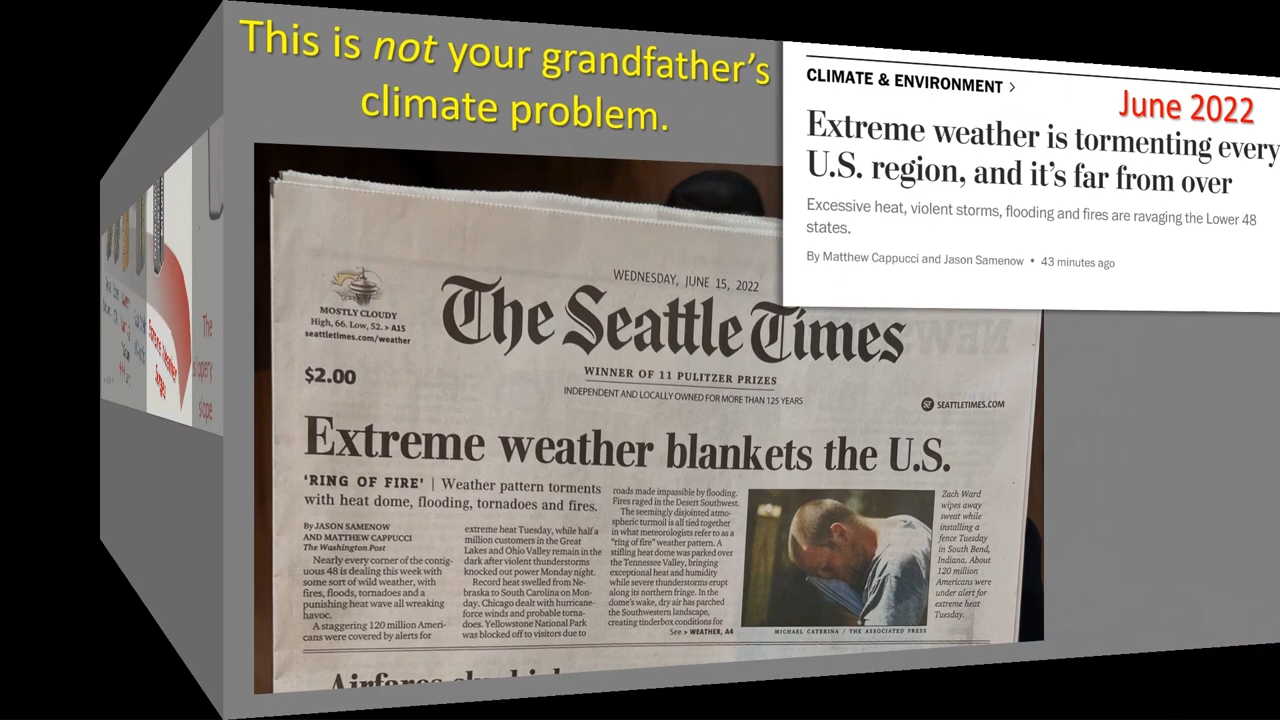 This is not your grandfather's
climate problem.
CLIMATE & ENVIRONMENT >
June 2022
Extreme weather is tormenting every
U.S. region, and it's far from over
Excessive heat, violent storms, flooding and fires are ravaging the Lower 48
states.
By Matthew Cappucci and Jason Samenow • 43 minutes ago
WEDNESDAY, JUNE 15, 2022
MOSTLY CLOUDY
High, 66. Low, 52. > A15
seattletimes.com/weather
The Seattle Times
$2.00
WINNER OF 11 PULITZER PRIZES
INDEPENDENT AND LOCALLY OWNED FOR MORE THAN 125 YEARS
ST SEATTLETIMES.COM
Extreme weather blankets the U.S.
'RING OF FIRE' | Weather pattern torments
with heat dome, flooding, tornadoes and fires.
By JASON SAMENOW
AND MATTHEW CAPPUCCI
The Washington Post
Nearly every corner of the contig-
uous 48 is dealing this week with
some sort of wild weather, with
fires, floods, tornadoes and a
punishing heat wave all wreaking
havoc.
A staggering 120 million Ameri-
cans were covered by alerts for
extreme heat Tuesday, while half a
million customers in the Great
Lakes and Ohio Valley remain in the
dark after violent thunderstorms
knocked out power Monday night.
Record heat swelled from Ne-
braska to South Carolina on Mon-
day. Chicago dealt with hurricane-
force winds and probable torna-
does. Yellowstone National Park
was blocked off to visitors due to
roads made impassible by flooding.
Fires raged in the Desert Southwest.
The seemingly disjointed atmo-
spheric turmoil is all tied together
in what meteorologists refer to as a
"ring of fire" weather pattern. A
stifling heat dome was parked over
the Tennessee Valley, bringing
exceptional heat and humidity
while severe thunderstorms erupt
along its northern fringe. In the
dome's wake, dry air has parched
the Southwestern landscape,
creating tinderbox conditions for
See > WEATHER, A4
Zach Ward
wipes away
sweat while
installing a
fence Tuesday
in South Bend,
Indiana. About
120 million
Americans were
under alert for
extreme heat
Tuesday.
MICHAEL CATERINA / THE ASSOCIATED PRESS
The
slippery
slope
Extreme Weather